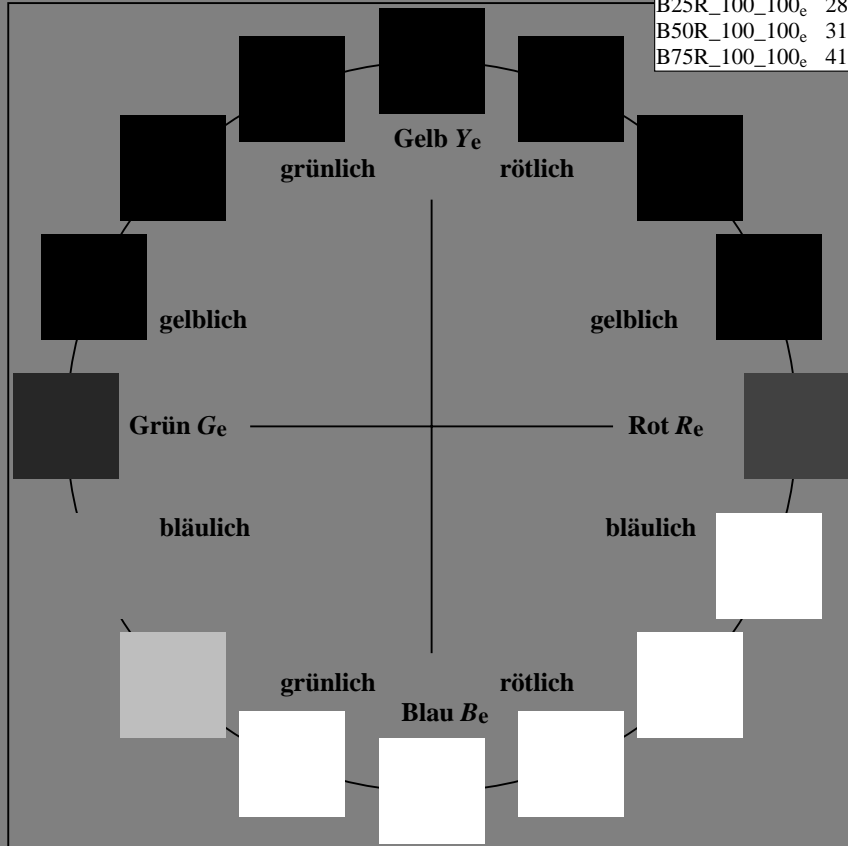 B25R_100_100e 28
B50R_100_100e 31
B75R_100_100e 41
Gelb Ye
grünlich rötlich
gelblich gelblich
Grün Ge Rot Re
bläulich bläulich
grünlich rötlich
Blau Be